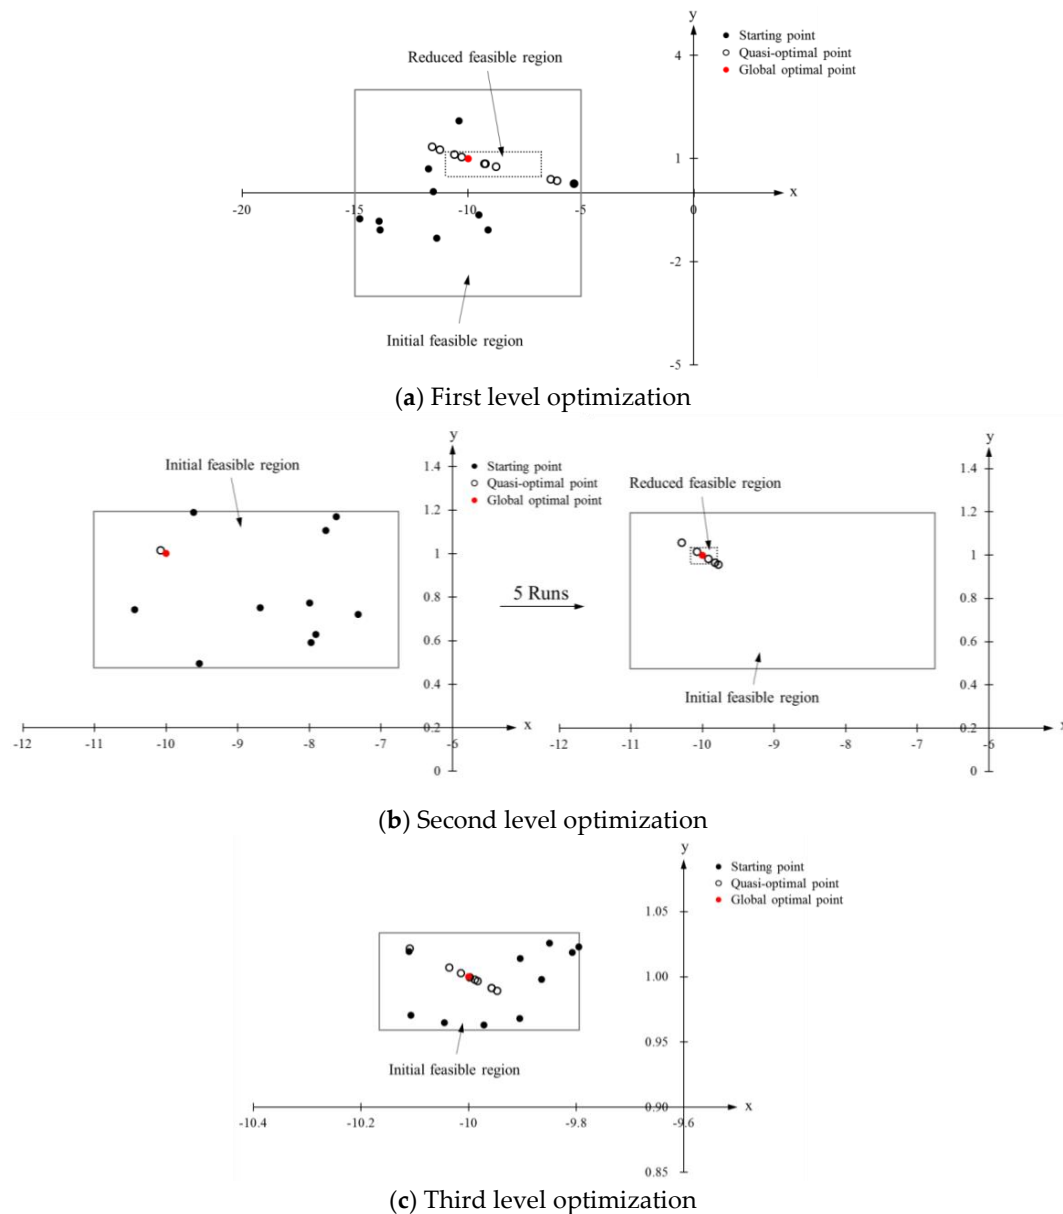 y
Starting point
Quasi-optimal point
Global optimal point
Reduced feasible region
4
1
x
-20
-15
-10
-5
0
-2
Initial feasible region
-5
(a) First level optimization
y
Initial feasible region
1.4
Starting point
Quasi-optimal point
Global optimal point
1.2
1
0.8
0.6
0.4
0.2
x
-12
-11
-10
-9
-8
-7
-6
-5
0
5 Runs
y
1.4
Reduced feasible region
1.2
1
0.8
0.6
Initial feasible region
0.4
0.2
x
-12
-11
-10
-9
-8
-7
-6
-5
0
(b) Second level optimization
y
Starting point
Quasi-optimal point
Global optimal point
1.05
1.00
0.95
Initial feasible region
0.90
x
-10.4
-10.2
-10
-9.8
-9.6
0.85
(c) Third level optimization